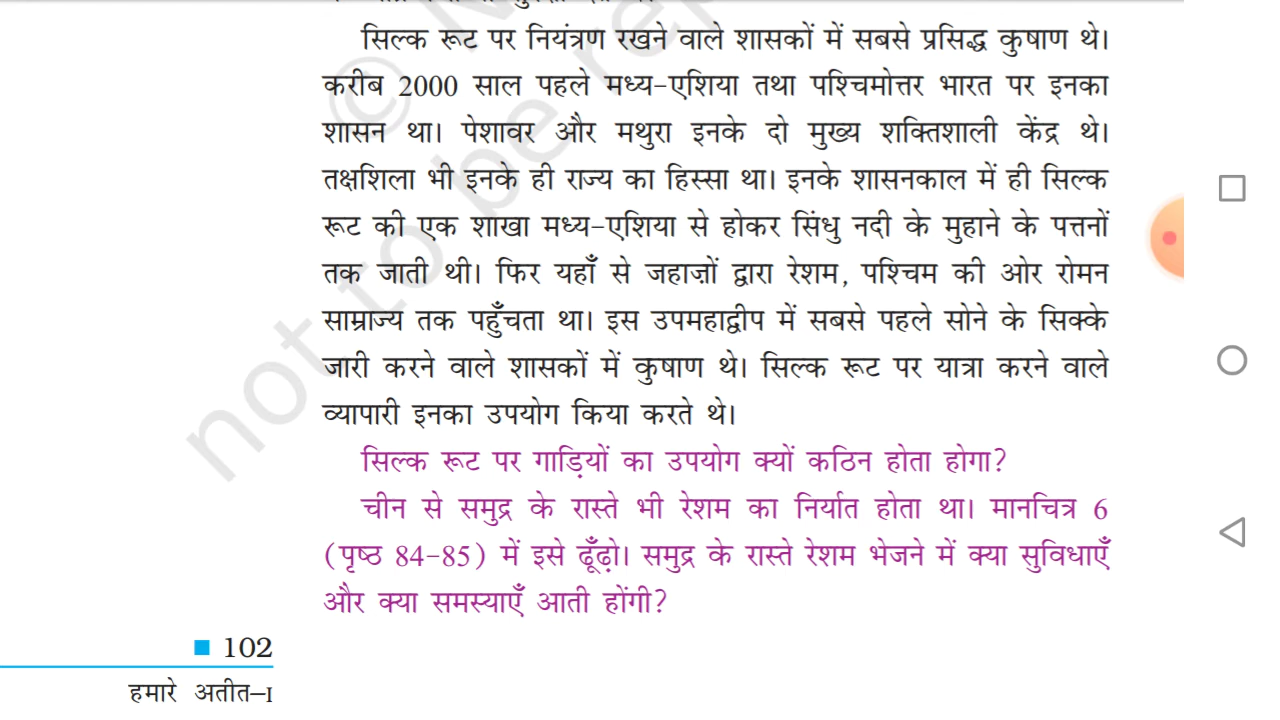 सिल्क रूट पर नियंत्रण रखने वाले शासकों में सबसे प्रसिद्ध कुषाण थे।
करीब 2000 साल पहले मध्य-एशिया तथा पश्चिमोत्तर भारत पर इनका
शासन था। पेशावर और मथुरा इनके दो मुख्य शक्तिशाली केंद्र थे।
तक्षशिला भी इनके ही राज्य का हिस्सा था। इनके शासनकाल में ही सिल्क
रूट की एक शाखा मध्य-एशिया से होकर सिंधु नदी के मुहाने के पत्तनों
तक जाती थी। फिर यहाँ से जहाज़ों द्वारा रेशम, पश्चिम की ओर रोमन
साम्राज्य तक पहुँचता था। इस उपमहाद्वीप में सबसे पहले सोने के सिक्के
जारी करने वाले शासकों में कुषाण थे। सिल्क रूट पर यात्रा करने वाले
व्यापारी इनका उपयोग किया करते थे।
सिल्क रूट पर गाड़ियों का उपयोग क्यों कठिन होता होगा?
चीन से समुद्र के रास्ते भी रेशम का निर्यात होता था। मानचित्र 6
(पृष्ठ 84-85) में इसे ढूँढ़ो। समुद्र के रास्ते रेशम भेजने में क्या सुविधाएँ
और क्या समस्याएँ आती होंगी?
102
हमारे अतीत–I
©
not to be